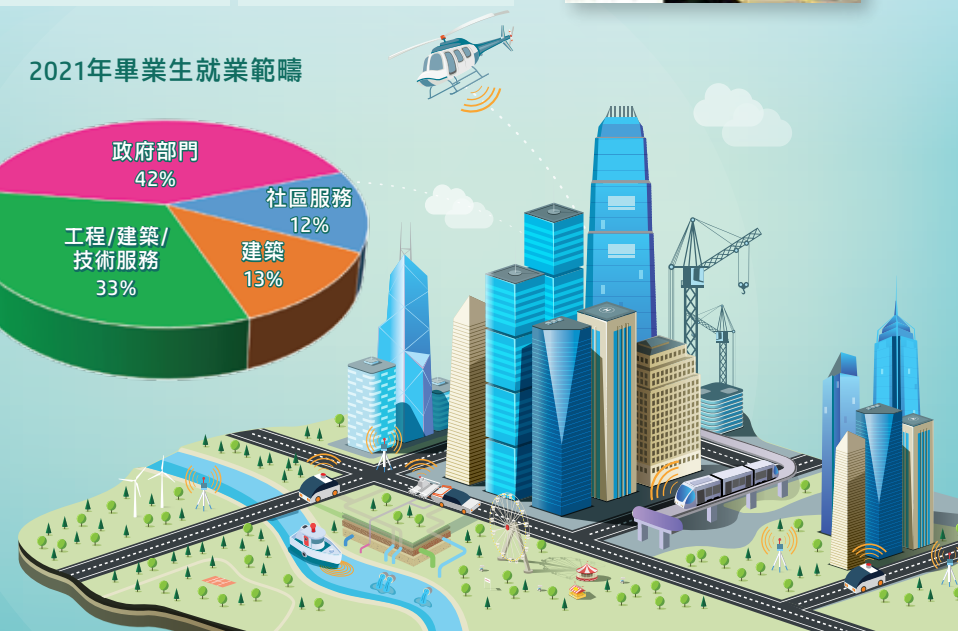 2021年畢業生就業範疇
政府部門
42%
社區服務
12%
建築
13%
工程/建築/
技術服務
33%